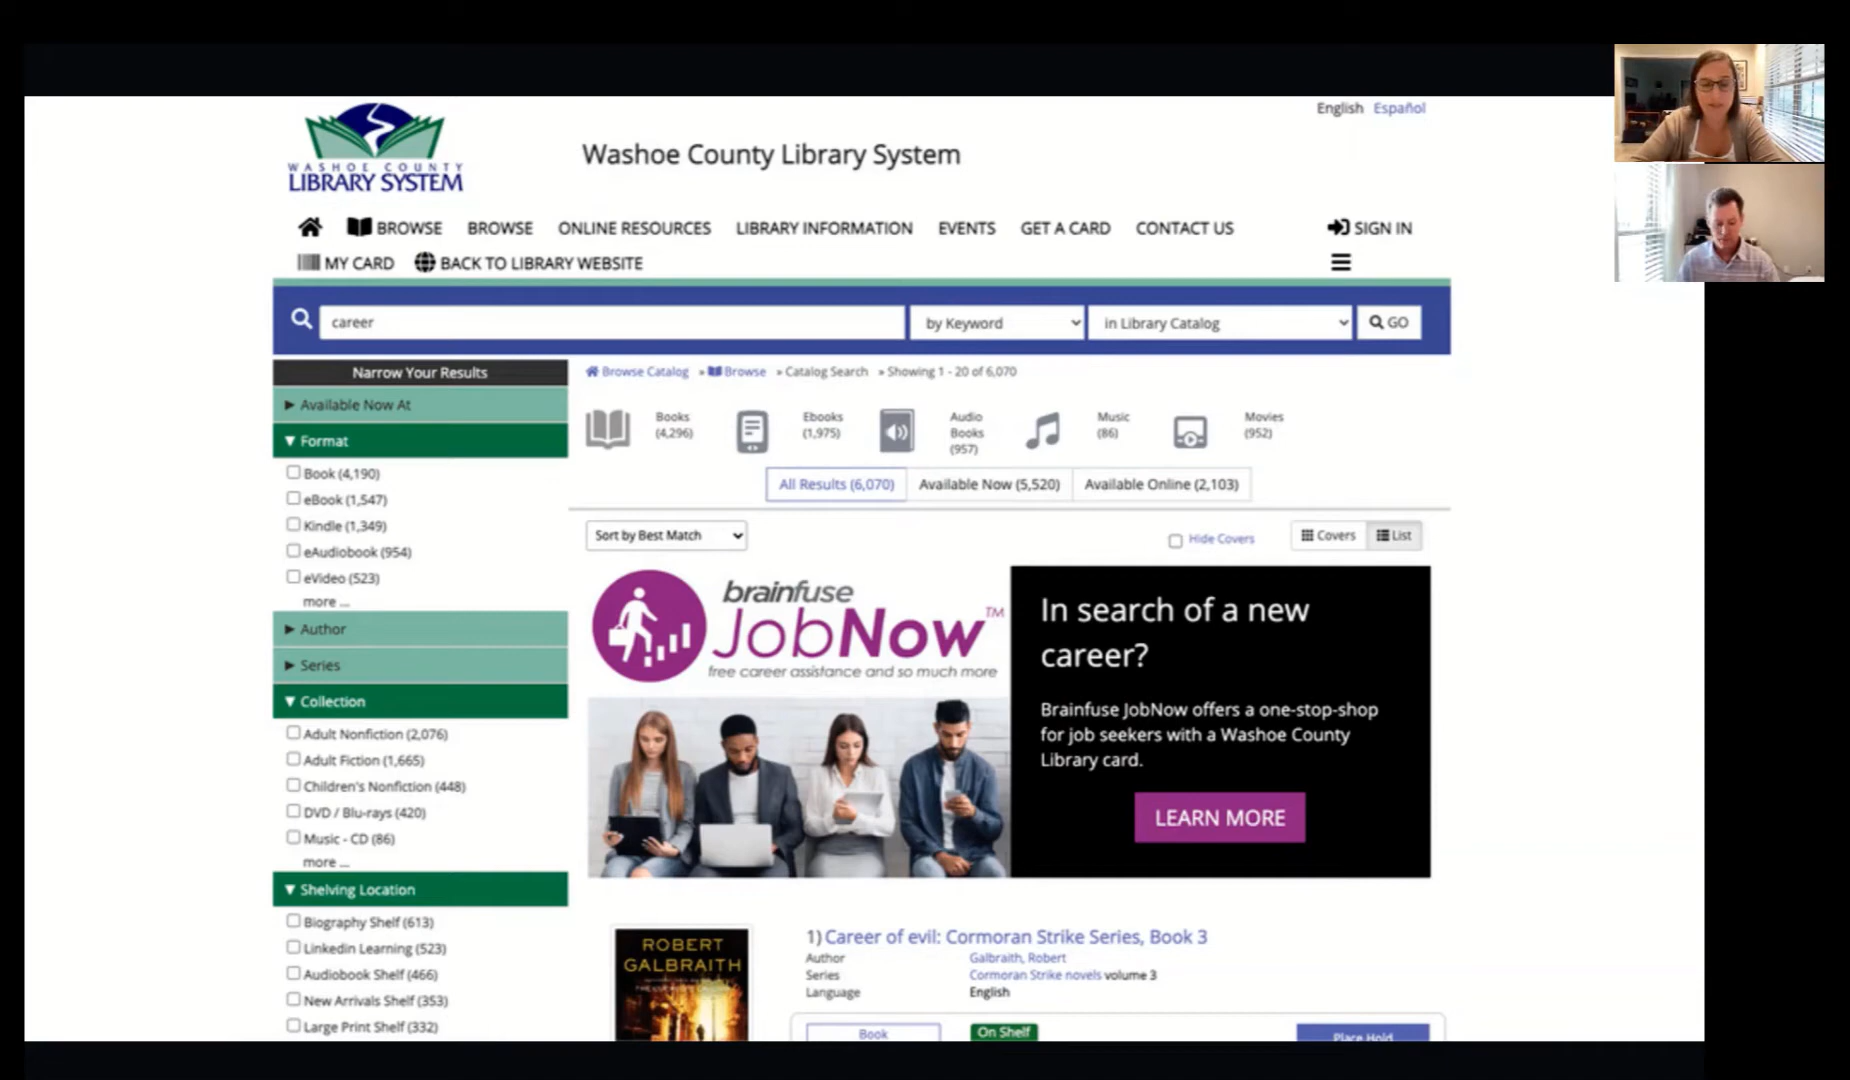 English Español
WASHOE COUNTY
LIBRARY SYSTEM
Washoe County Library System
BROWSE BROWSE ONLINE RESOURCES LIBRARY INFORMATION EVENTS GET A CARD CONTACT US SIGN IN
MY CARD BACK TO LIBRARY WEBSITE
career by Keyword in Library Catalog GO
Narrow Your Results
Available Now At
Format
Book (4,190)
eBook (1,547)
Kindle (1,349)
eAudiobook (954)
eVideo (523)
more ...
Author
Series
Collection
Adult Nonfiction (2,076)
Adult Fiction (1,665)
Children's Nonfiction (448)
DVD / Blu-rays (420)
Music - CD (86)
more ...
Shelving Location
Biography Shelf (613)
Linkedin Learning (523)
Audiobook Shelf (466)
New Arrivals Shelf (353)
Large Print Shelf (332)
Browse Catalog » Browse » Catalog Search » Showing 1 - 20 of 6,070
Books
(4,296)
Ebooks
(1,975)
Audio
Books
(957)
Music
(86)
Movies
(952)
All Results (6,070) Available Now (5,520) Available Online (2,103)
Sort by Best Match Hide Covers Covers List
brainfuse
JobNow™
free career assistance and so much more
In search of a new
career?
Brainfuse JobNow offers a one-stop-shop
for job seekers with a Washoe County
Library card.
LEARN MORE
ROBERT
GALBRAITH
1) Career of evil: Cormoran Strike Series, Book 3
Author Galbraith, Robert
Series Cormoran Strike novels volume 3
Language English
Book On Shelf Place Hold